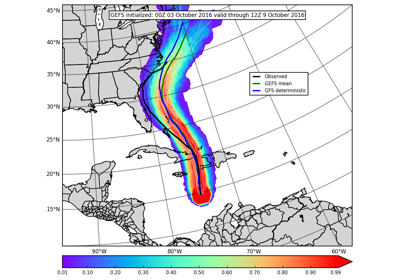 GEFS initialized: 00Z 03 October 2016 valid through 12Z 9 October 2016
45°N
40°N
35°N
30°N
25°N
20°N
15°N
Observed
GEFS mean
GFS deterministic
90°W
80°W
70°W
60°W
0.01 0.10 0.20 0.30 0.40 0.50 0.60 0.70 0.80 0.90 0.99